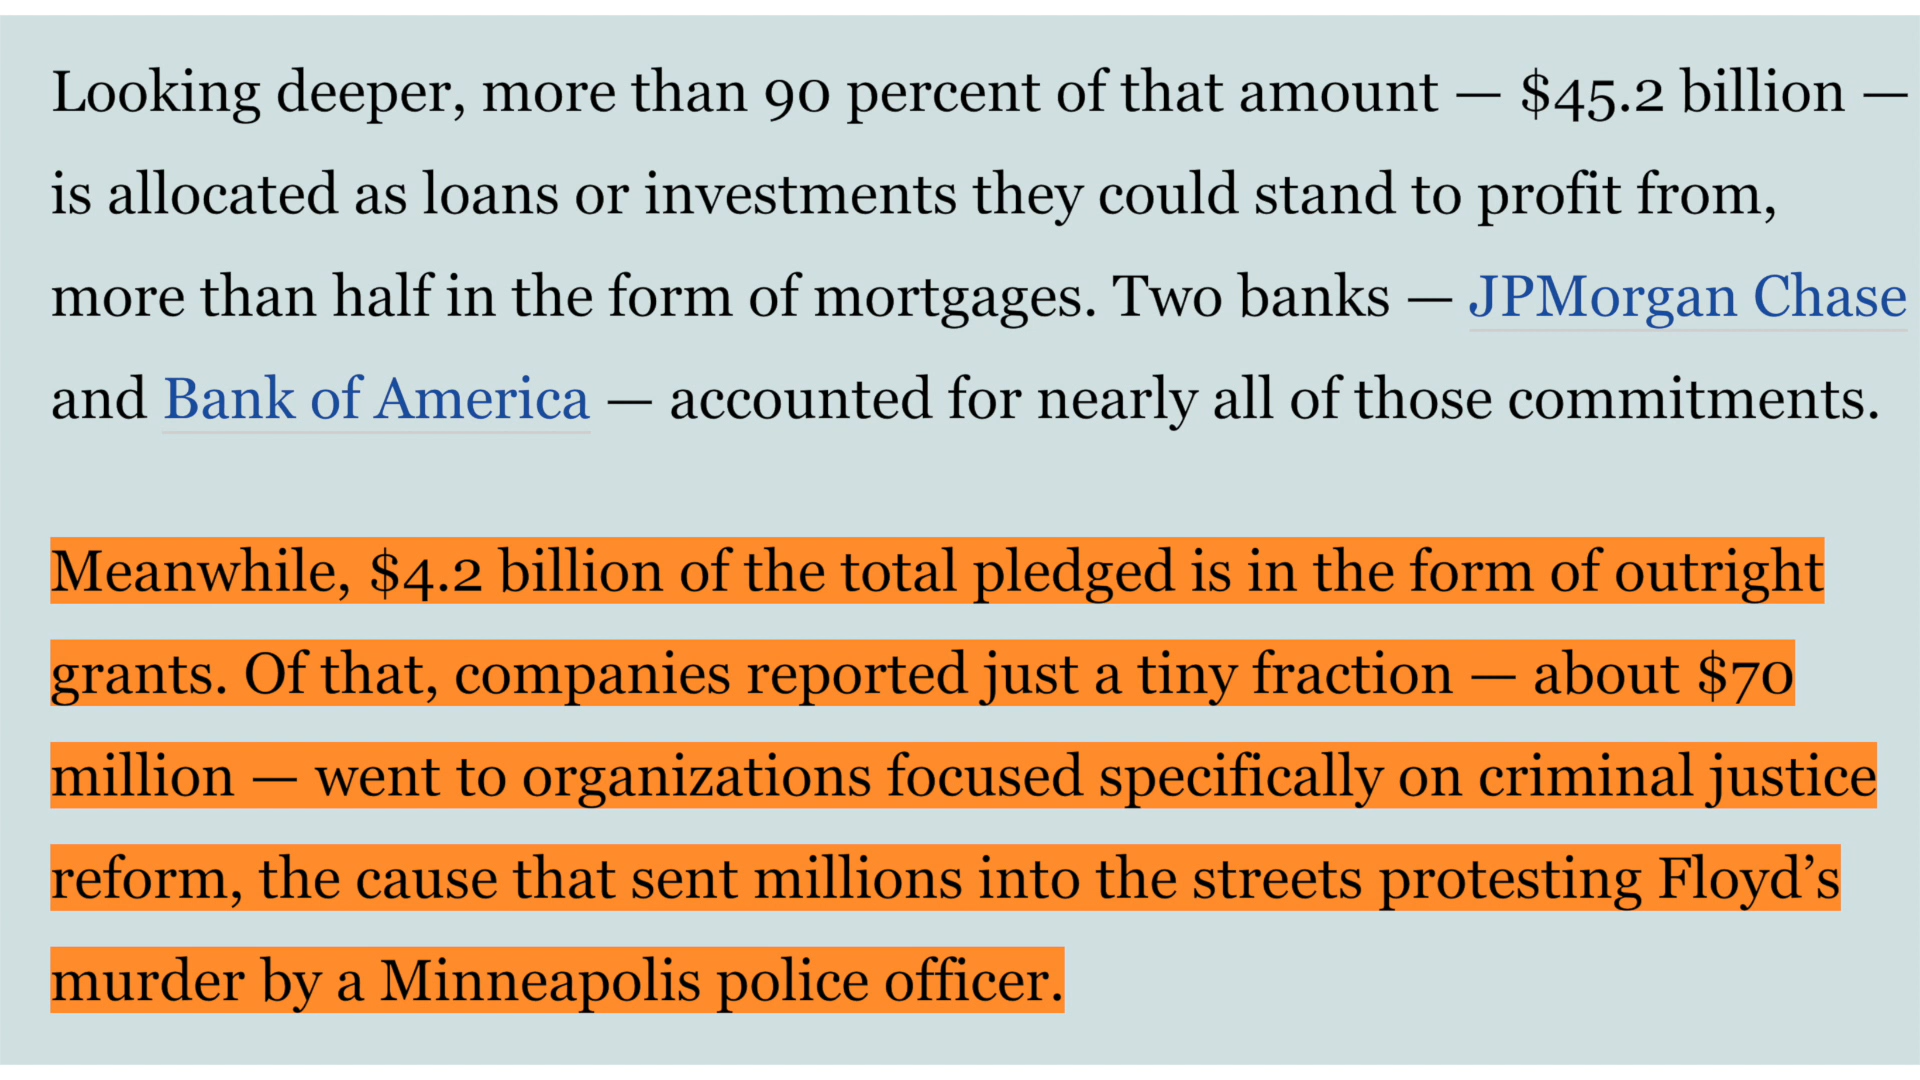 Looking deeper, more than 90 percent of that amount — $45.2 billion —
is allocated as loans or investments they could stand to profit from,
more than half in the form of mortgages. Two banks — JPMorgan Chase
and Bank of America — accounted for nearly all of those commitments.
Meanwhile, $4.2 billion of the total pledged is in the form of outright
grants. Of that, companies reported just a tiny fraction — about $70
million — went to organizations focused specifically on criminal justice
reform, the cause that sent millions into the streets protesting Floyd’s
murder by a Minneapolis police officer.